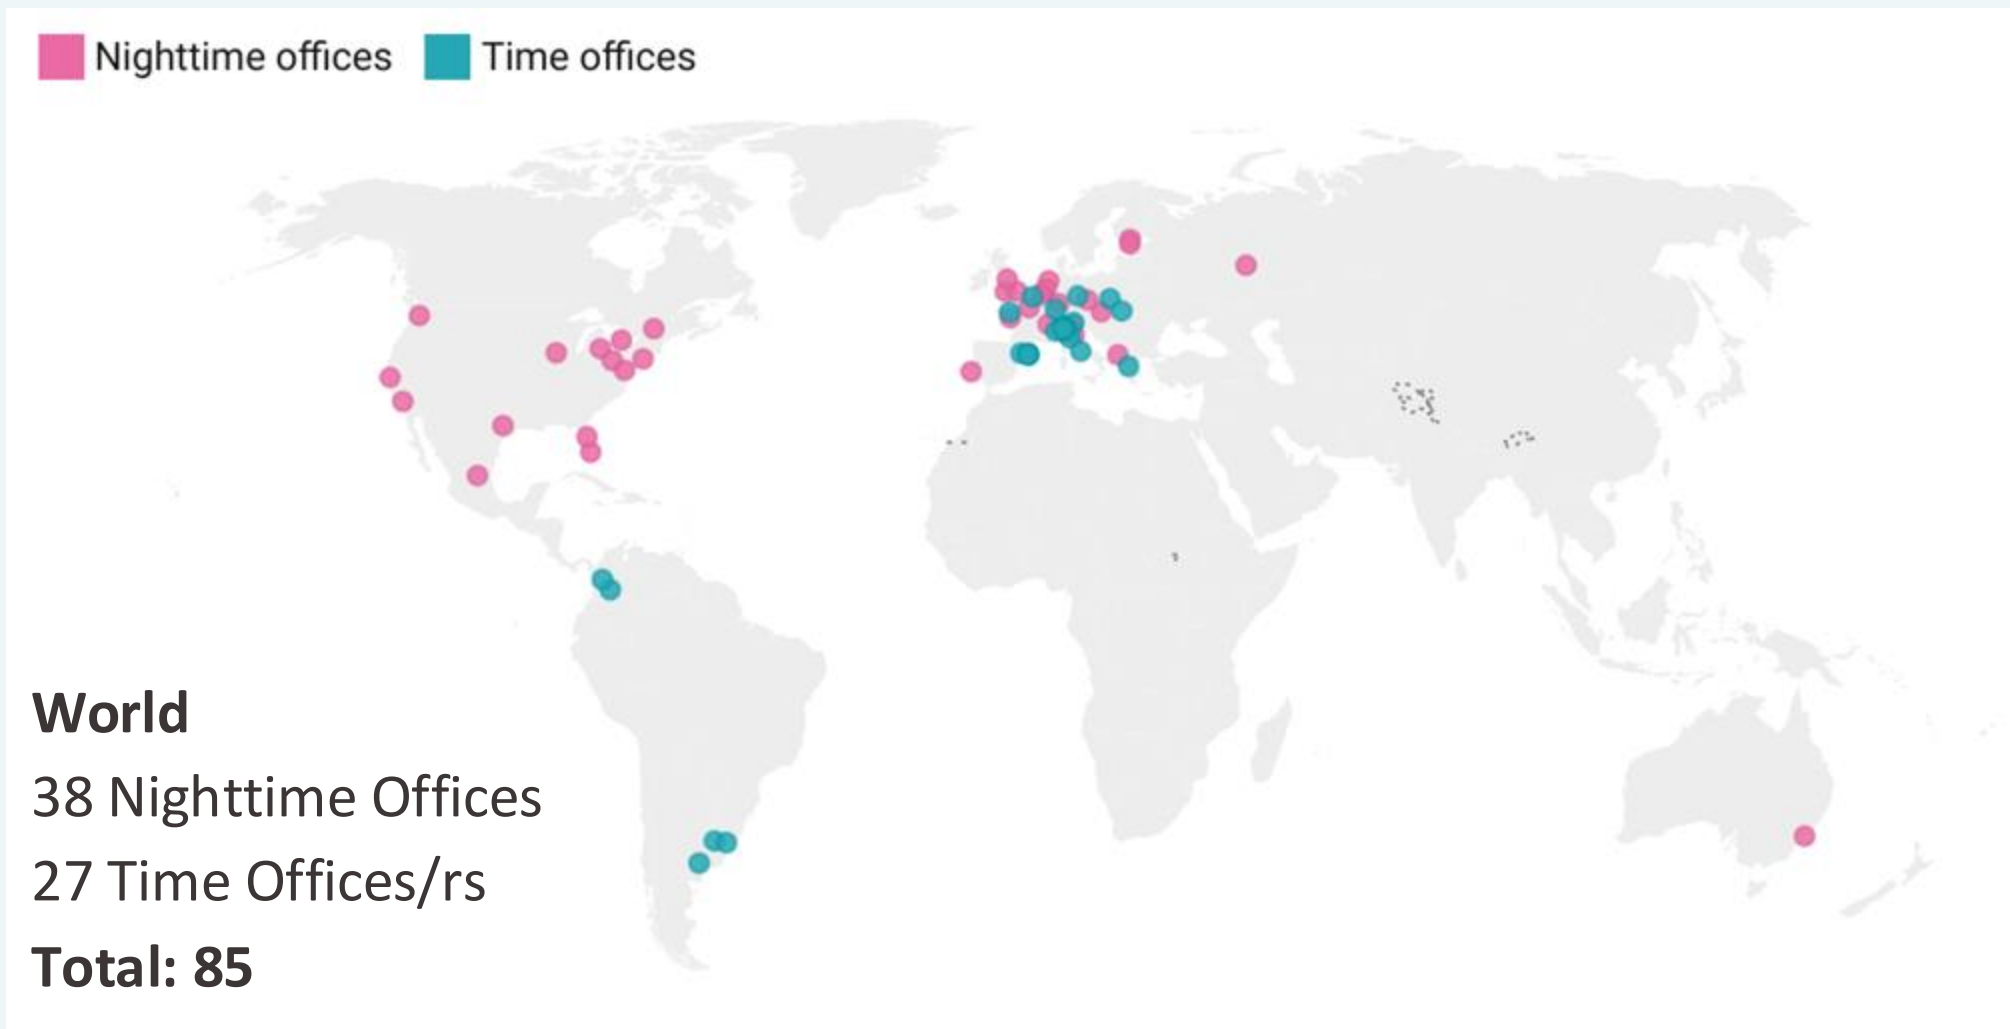 Nighttime offices Time offices
World
38 Nighttime Offices
27 Time Offices/rs
Total: 85